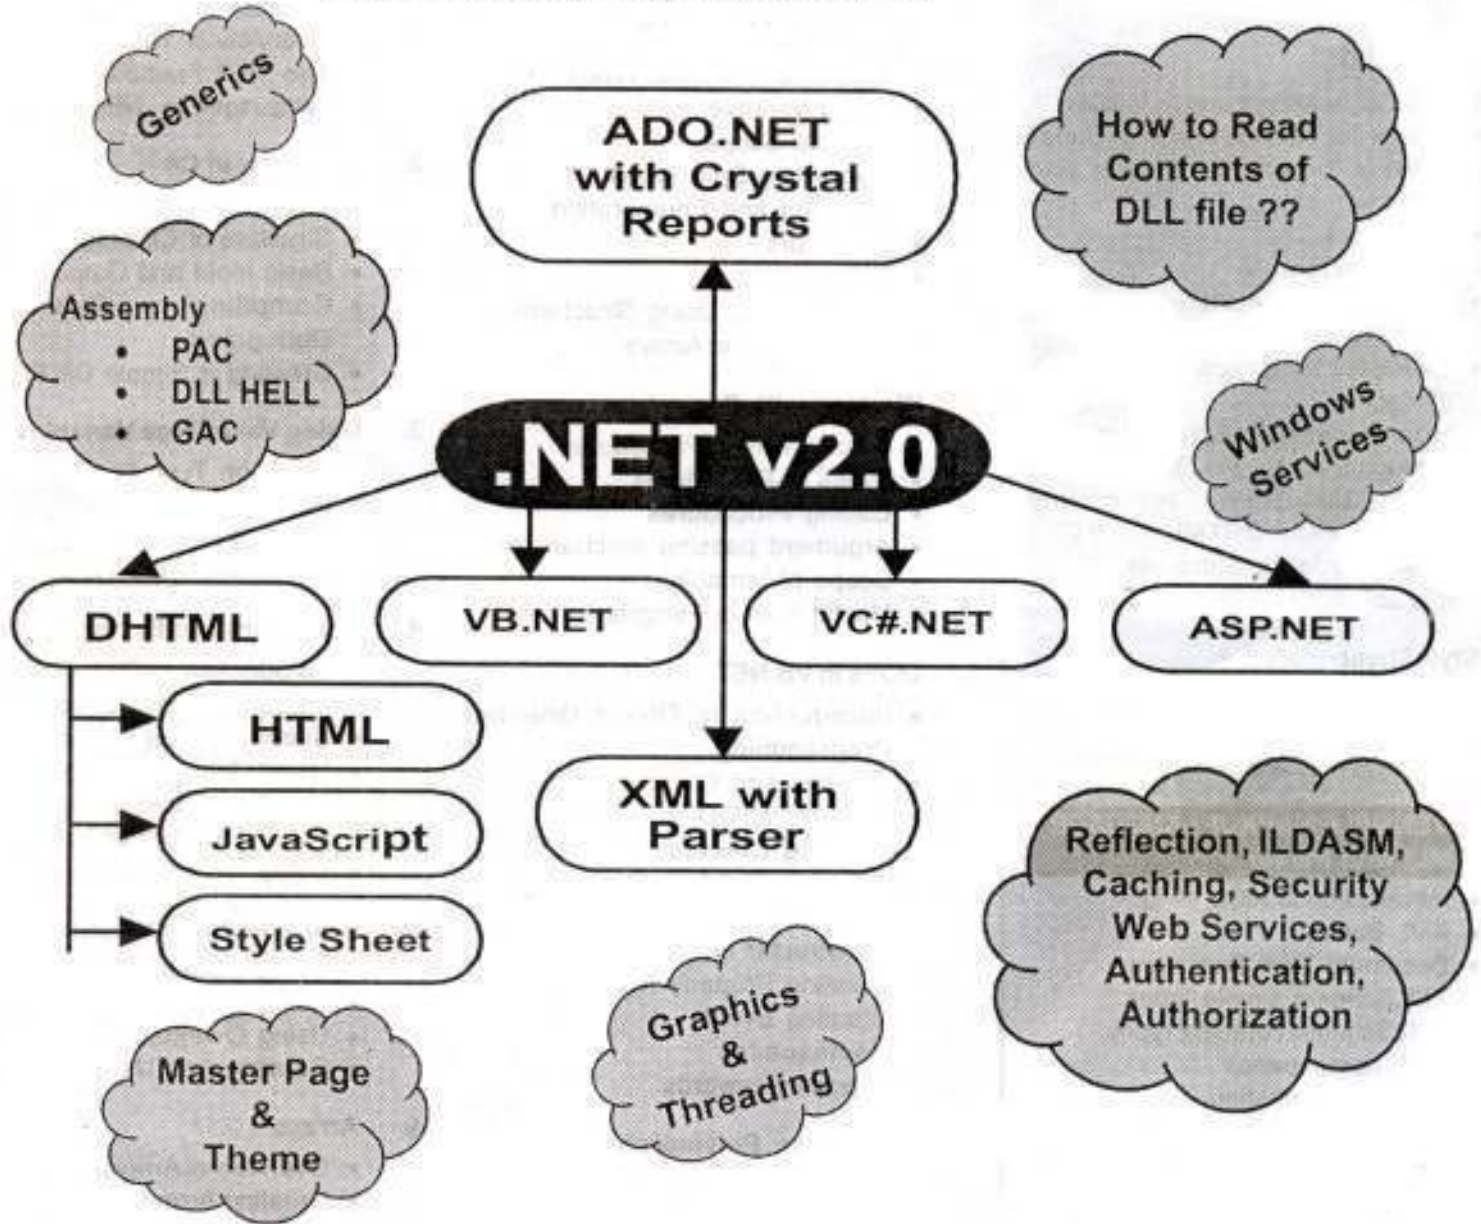 Generics
ADO.NET
with Crystal
Reports
How to Read
Contents of
DLL file ??
Assembly
• PAC
• DLL HELL
• GAC
Windows
Services
.NET v2.0
DHTML
VB.NET
VC#.NET
ASP.NET
HTML
JavaScript
Style Sheet
XML with
Parser
Reflection, ILDASM,
Caching, Security
Web Services,
Authentication,
Authorization
Graphics
&
Threading
Master Page
&
Theme